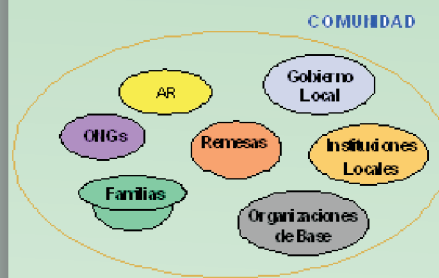 COMUNIDAD
AR
Gobierno
Local
ONGs
Remesas
Instituciones
Locales
Familias
Organizaciones
de Base